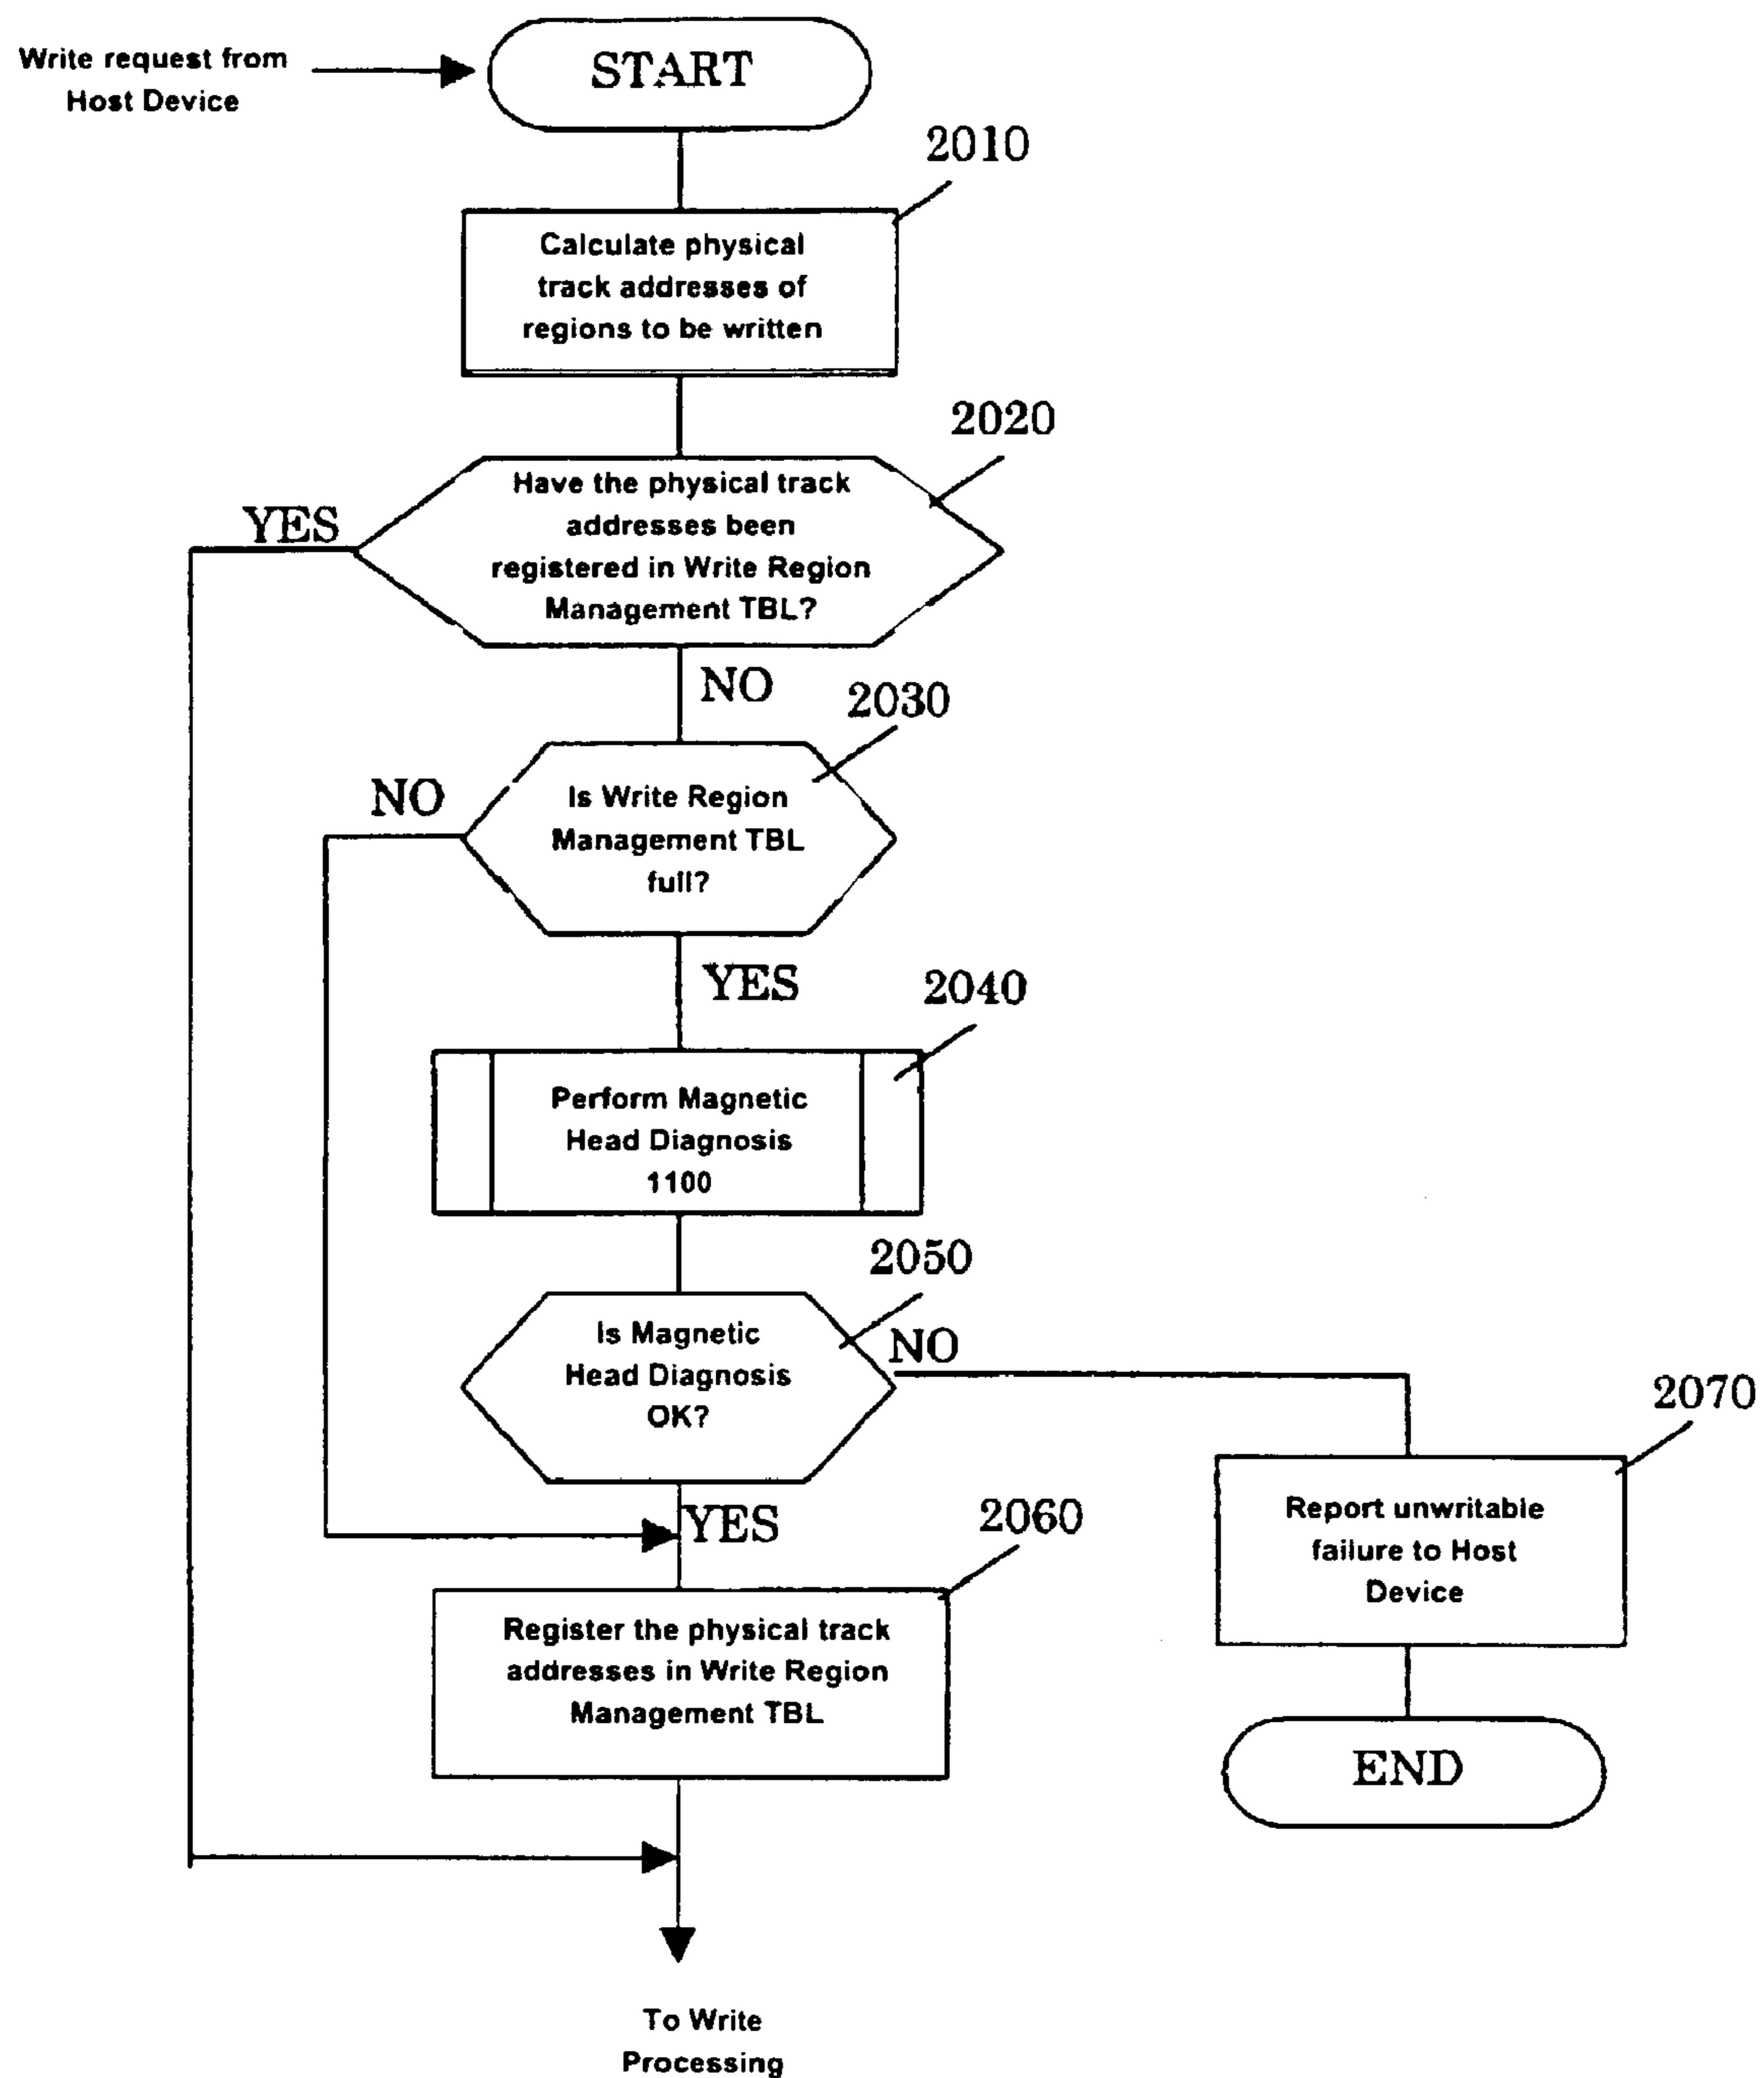 Write request from
Host Device
START
2010
Calculate physical
track addresses of
regions to be written
2020
Have the physical track
addresses been
registered in Write Region
Management TBL?
YES
NO
2030
Is Write Region
Management TBL
full?
NO
YES
2040
Perform Magnetic
Head Diagnosis
1100
2050
Is Magnetic
Head Diagnosis
OK?
NO
2070
Report unwritable
failure to Host
Device
END
YES
2060
Register the physical track
addresses in Write Region
Management TBL
To Write
Processing